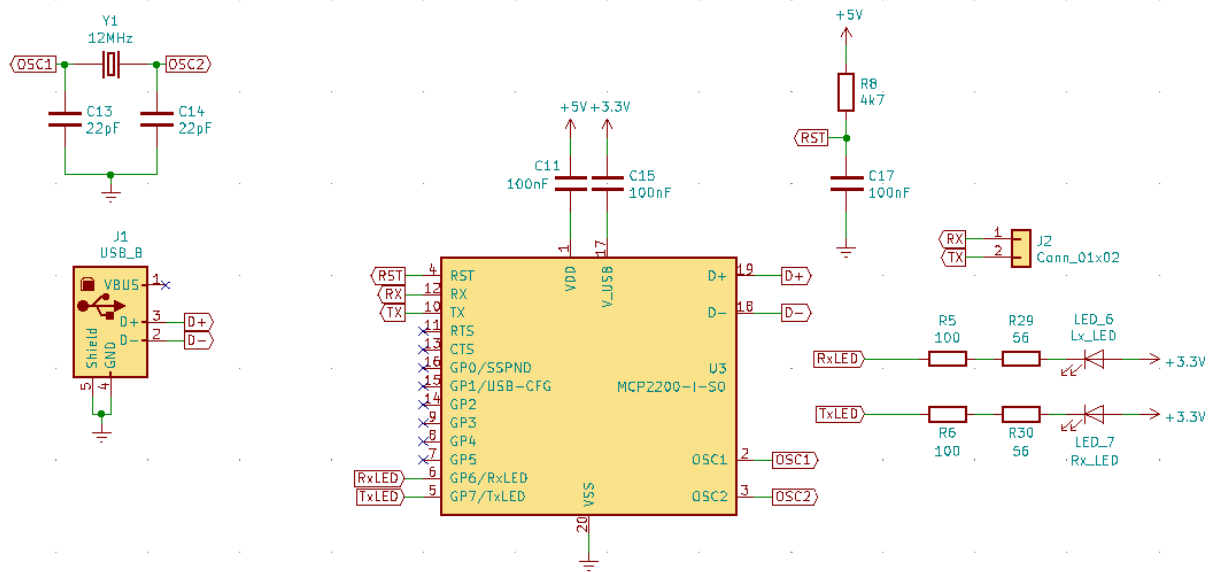 Y1
12MHz
OSC1
OSC2
C13
22pF
C14
22pF
J1
USB_B
VBUS
1
D+
3
D+
D-
2
D-
Shield
GND
5
4
+5V
+3.3V
C11
100nF
C15
100nF
1
17
VDD
V_USB
RST
4
RST
RX
12
RX
TX
10
TX
11
RTS
13
CTS
16
GP0/SSPND
15
GP1/USB-CFG
14
GP2
9
GP3
8
GP4
7
GP5
RxLED
6
GP6/RxLED
TxLED
5
GP7/TxLED
D+
19
D+
D-
18
D-
U3
MCP2200-I-SO
OSC1
2
OSC1
OSC2
3
OSC2
VSS
20
+5V
R8
4k7
RST
C17
100nF
RX
1
TX
2
J2
Conn_01x02
RxLED
R5
100
R29
56
LED_6
Lx_LED
+3.3V
TxLED
R6
100
R30
56
LED_7
Rx_LED
+3.3V